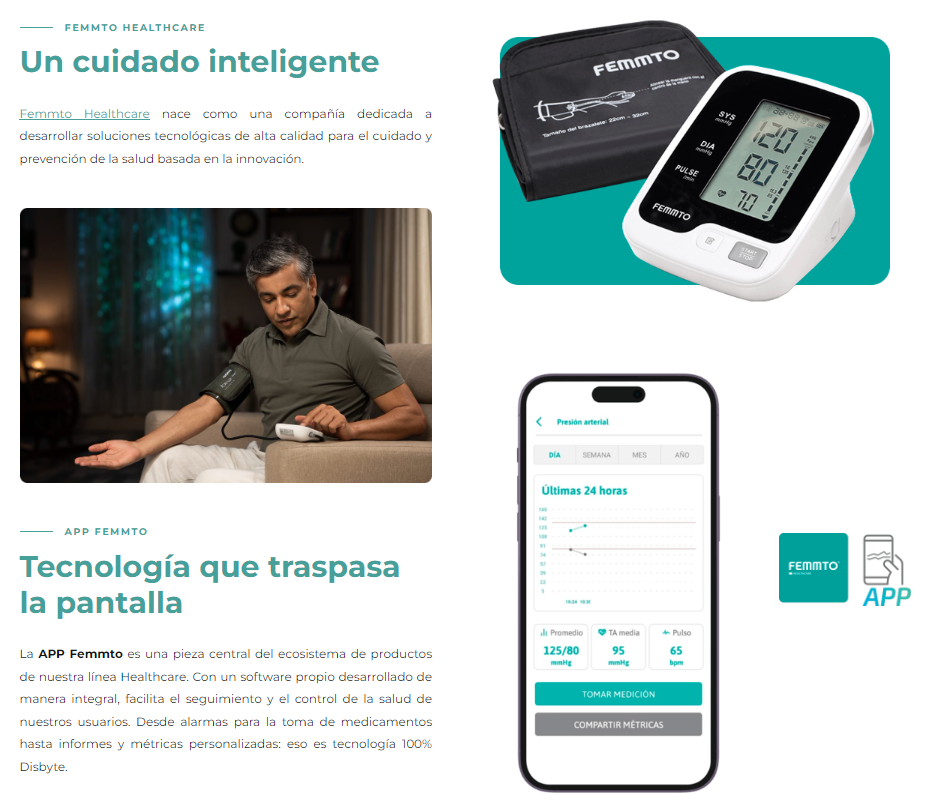 FEMMTO HEALTHCARE
Un cuidado inteligente
Femmto Healthcare nace como una compañía dedicada a
desarrollar soluciones tecnológicas de alta calidad para el cuidado y
prevención de la salud basada en la innovación.
FEMMTO
Tamaño del brazalete: 22cm - 32cm
SYS
mmHg
120
DIA
mmHg
80
PULSE
/min
70
FEMMTO
START
STOP
APP FEMMTO
Tecnología que traspasa
la pantalla
La APP Femmto es una pieza central del ecosistema de productos
de nuestra línea Healthcare. Con un software propio desarrollado de
manera integral, facilita el seguimiento y el control de la salud de
nuestros usuarios. Desde alarmas para la toma de medicamentos
hasta informes y métricas personalizadas: eso es tecnología 100%
Disbyte.
Presión arterial
DÍA SEMANA MES AÑO
Últimas 24 horas
Promedio TA media Pulso
125/80 95 65
mmHg mmHg bpm
TOMAR MEDICIÓN
COMPARTIR MÉTRICAS
FEMMTO
APP